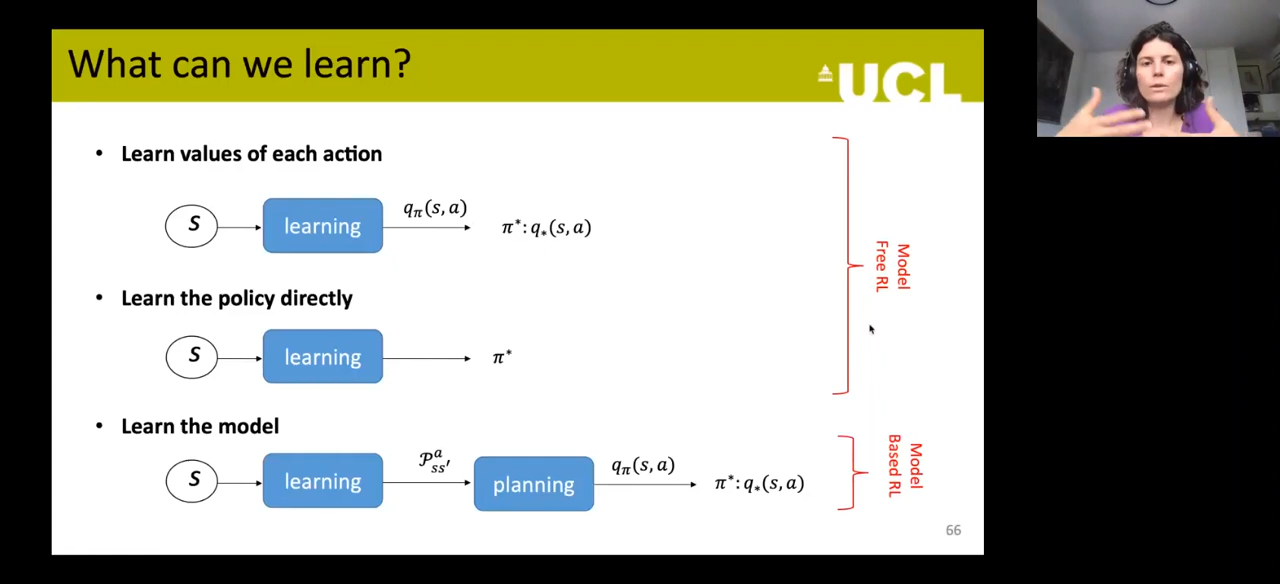 What can we learn?
UCL
• Learn values of each action
S
learning
qπ(s, a)
π*: q*(s, a)
• Learn the policy directly
S
learning
π*
Model
Free RL
• Learn the model
S
learning
𝒫ᵃss′
planning
qπ(s, a)
π*: q*(s, a)
Model
Based RL
66